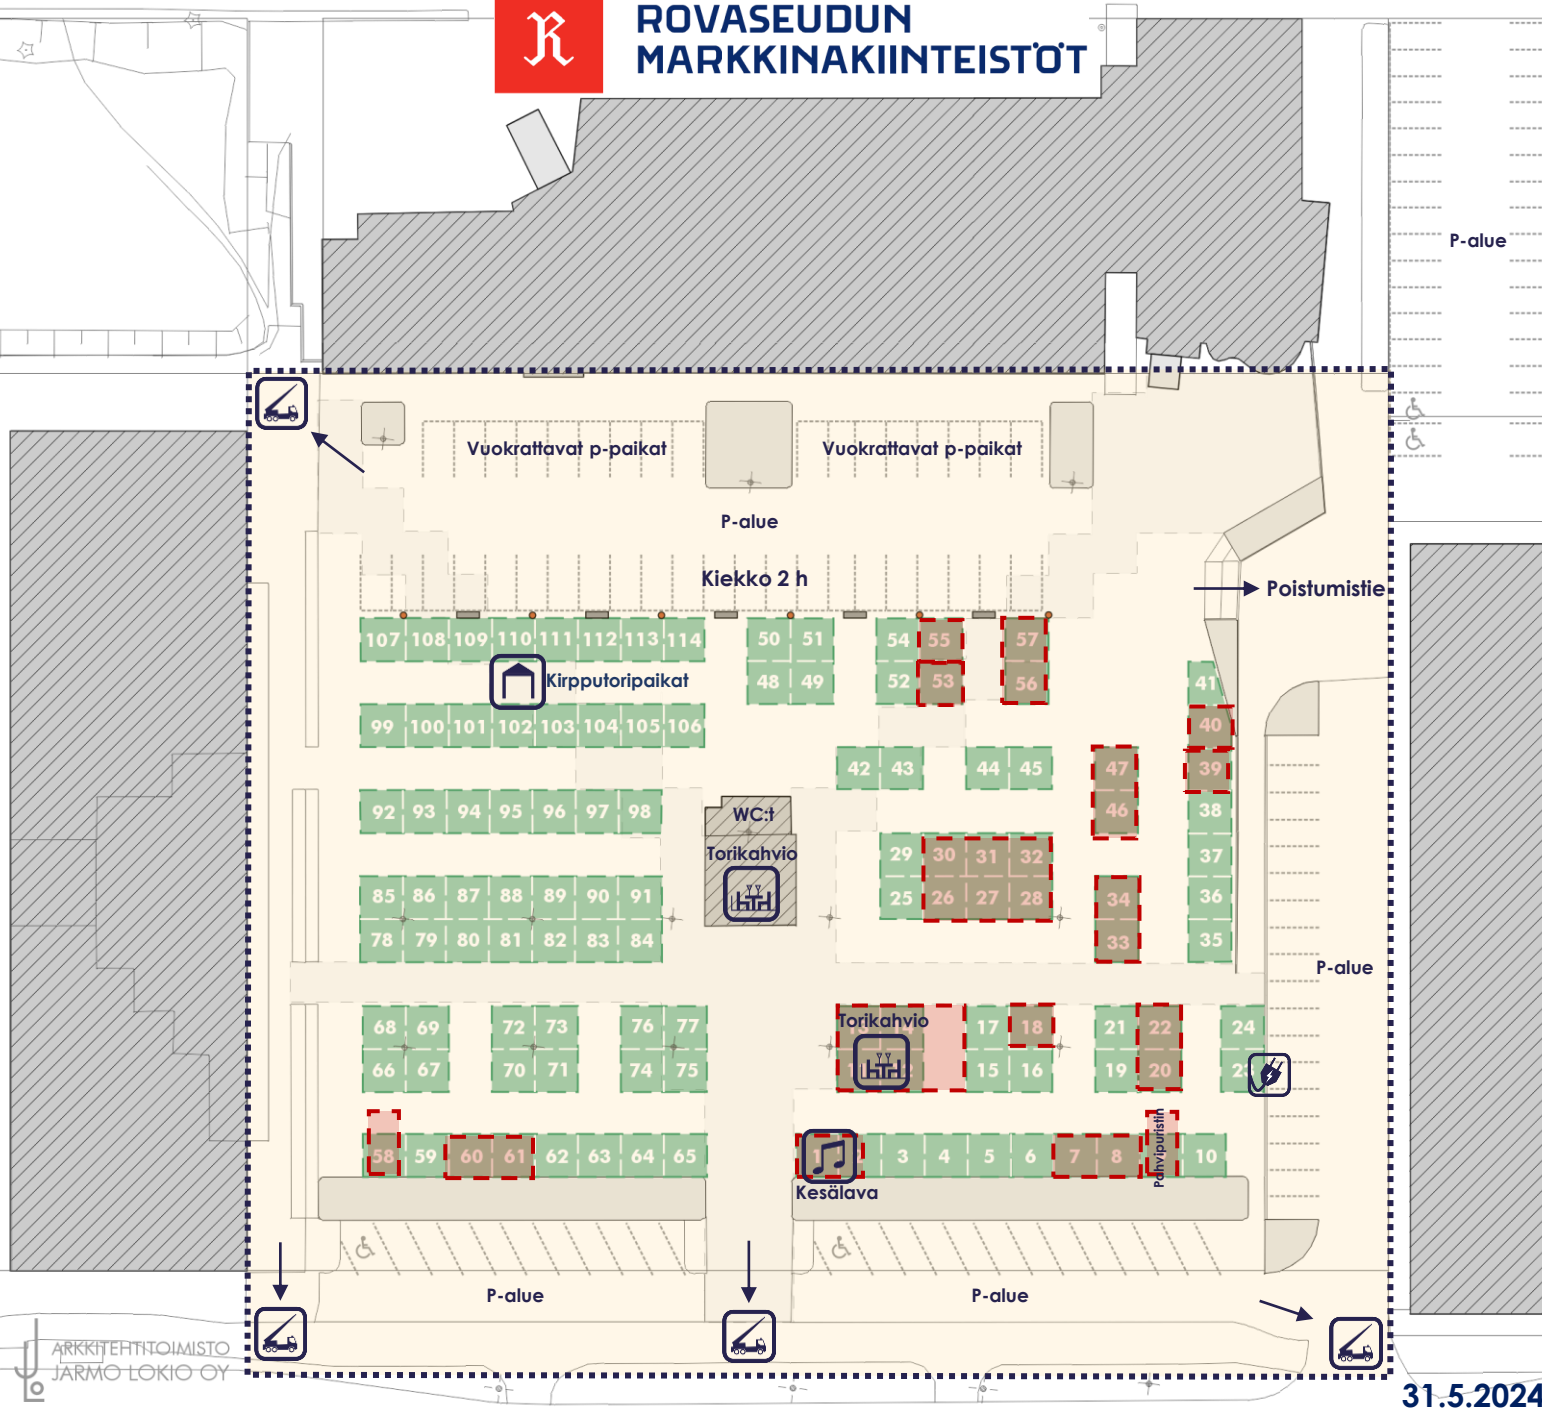 R
ROVASEUDUN
MARKKINAKIINTEISTÖT
P-alue
Vuokrattavat p-paikat
Vuokrattavat p-paikat
P-alue
Kiekko 2 h
Poistumistie
107 108 109 110 111 112 113 114
50 51
54 55
57
Kirpputoripaikat
48 49
52 53
56
41
99 100 101 102 103 104 105 106
40
42 43
44 45
47
39
92 93 94 95 96 97 98
46
38
WC:t
Torikahvio
29 30 31 32
37
85 86 87 88 89 90 91
25 26 27 28
34
36
78 79 80 81 82 83 84
33
35
P-alue
Torikahvio
68 69
72 73
76 77
17 18
21 22
24
66 67
70 71
74 75
15 16
19 20
23
58 59 60 61 62 63 64 65
1
3 4 5 6 7 8
Pahvipuristin
10
Kesälava
P-alue
P-alue
ARKKITEHTITOIMISTO
JARMO LOKIO OY
31.5.2024